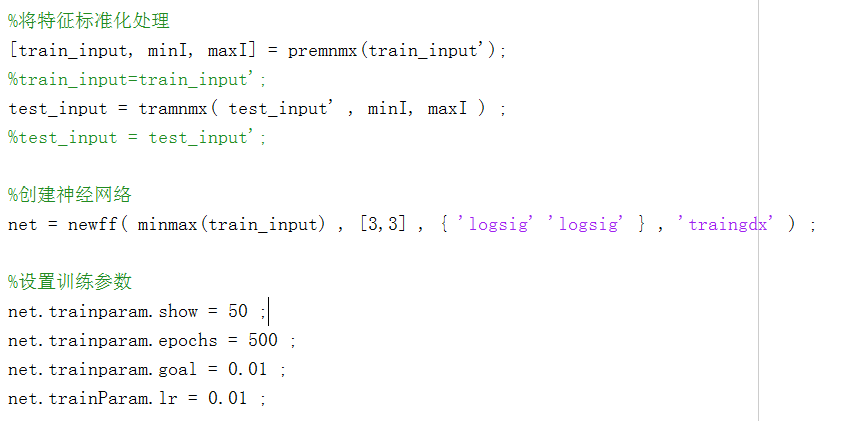 %将特征标准化处理
[train_input, minI, maxI] = premnmx(train_input');
%train_input=train_input';
test_input = tramnmx( test_input' , minI, maxI ) ;
%test_input = test_input';
%创建神经网络
net = newff( minmax(train_input) , [3,3] , { 'logsig' 'logsig' } , 'traingdx' ) ;
%设置训练参数
net.trainparam.show = 50 ;
net.trainparam.epochs = 500 ;
net.trainparam.goal = 0.01 ;
net.trainParam.lr = 0.01 ;